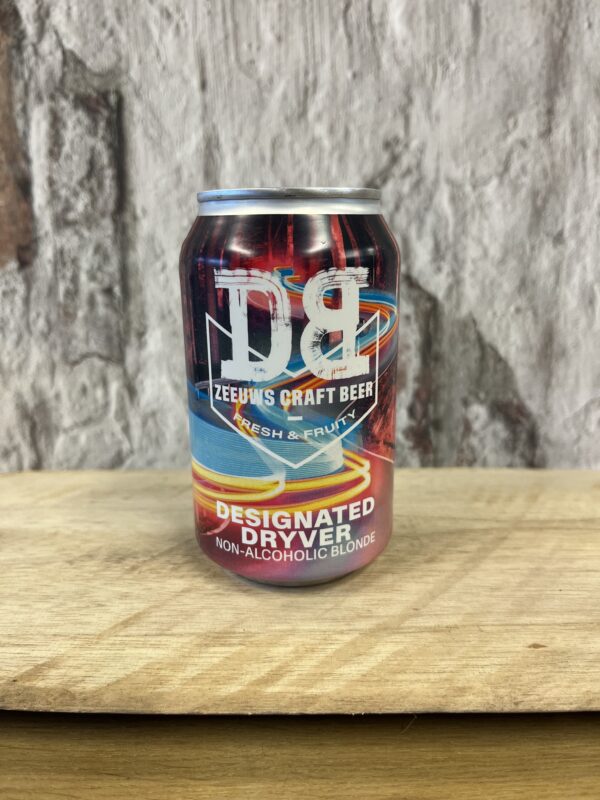 DB
ZEEUWS CRAFT BEER
FRESH & FRUITY
DESIGNATED
DRYVER
NON-ALCOHOLIC BLONDE